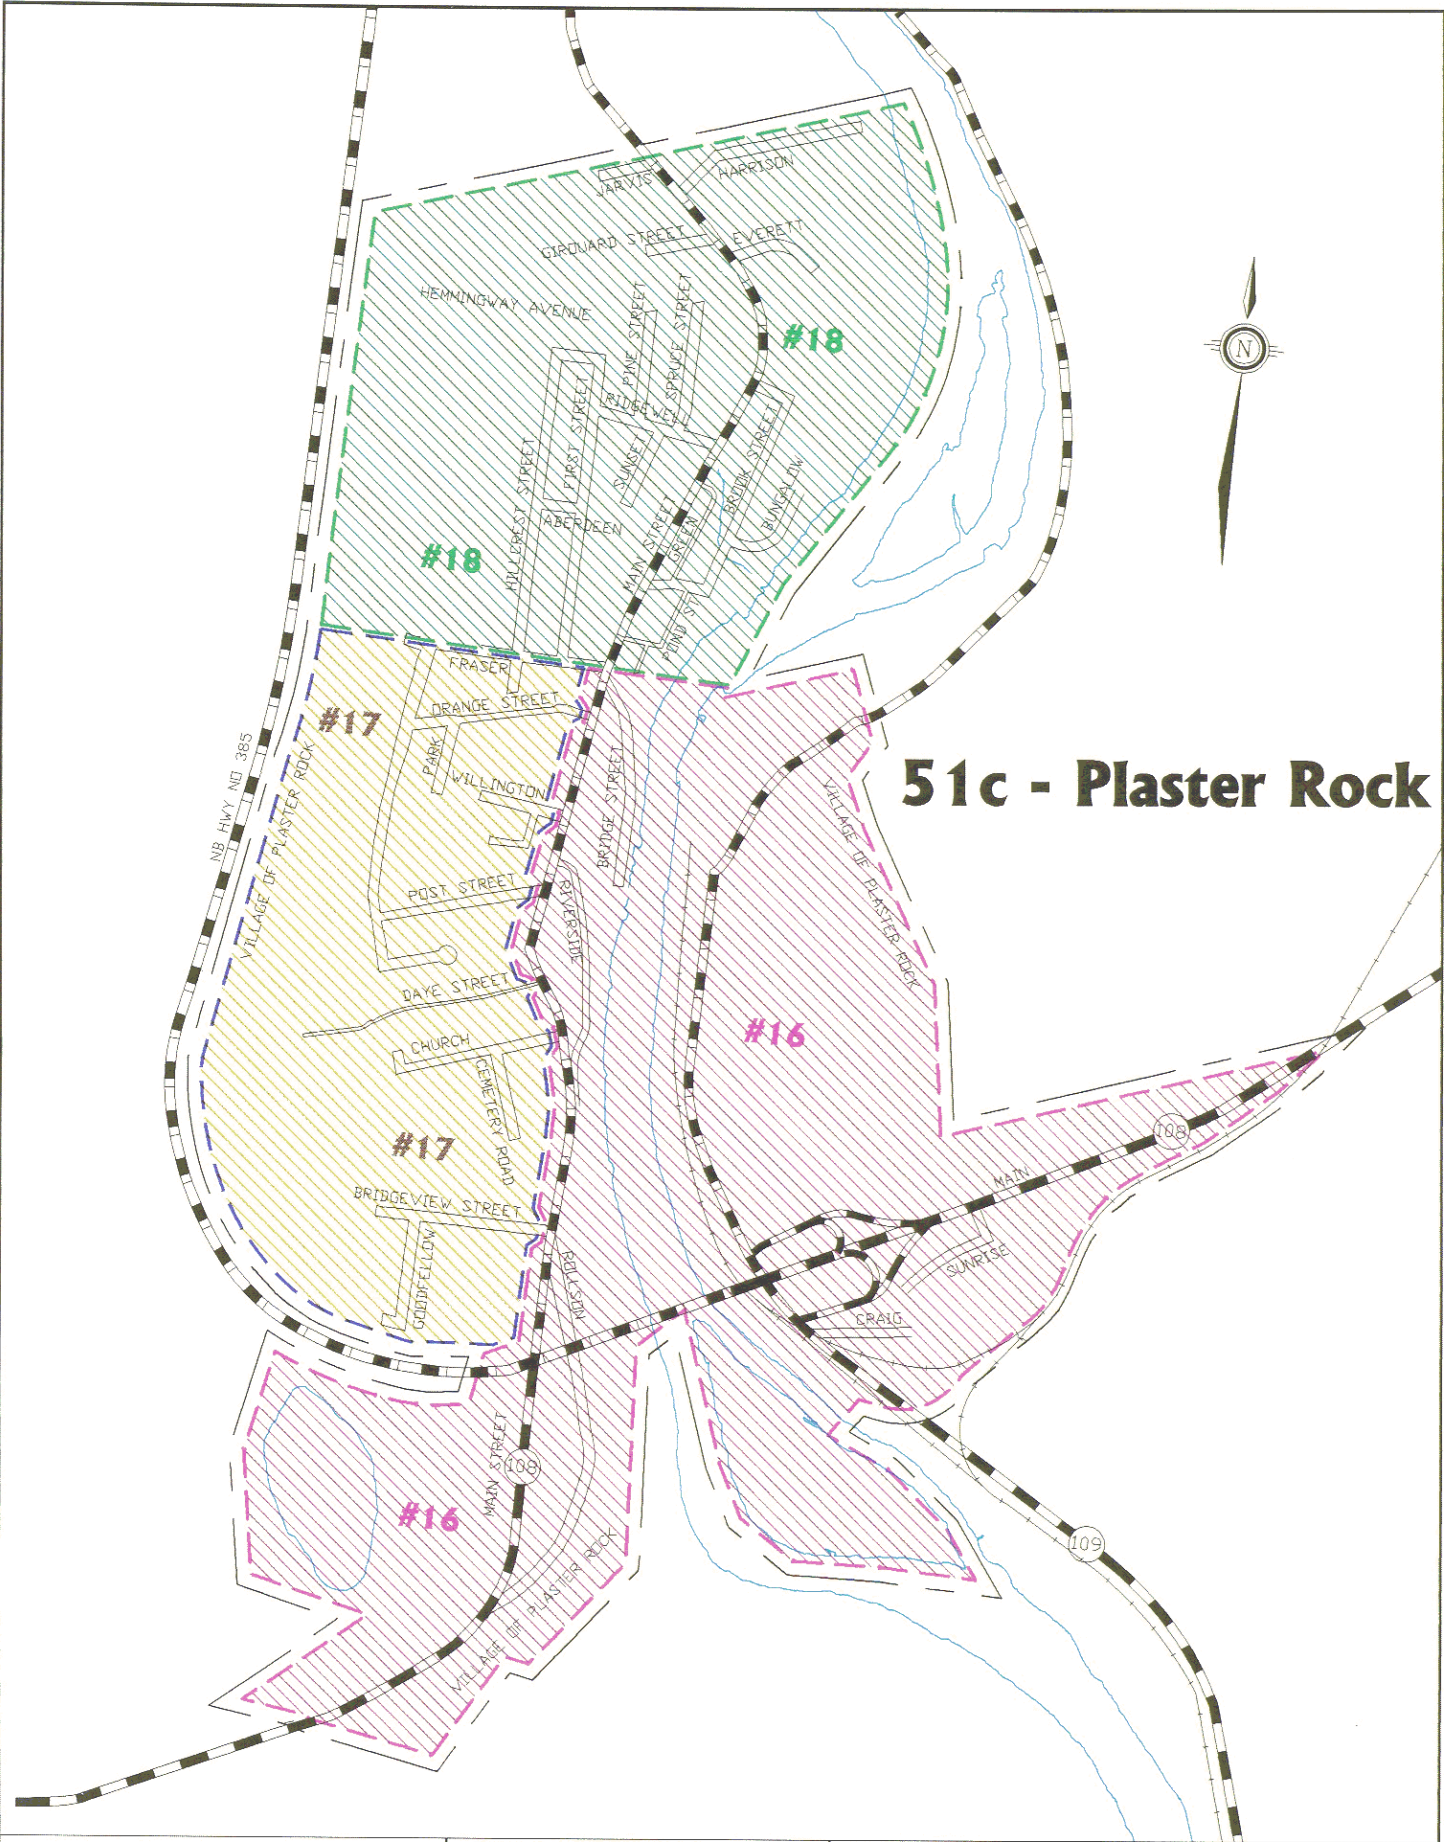 JARVIS
HARRISON
GIROUARD STREET
EVERETT
HEMMINGWAY AVENUE
PINE STREET
SPRUCE STREET
#18
N
RIDGEWEL
FIRST STREET
SUNSET
BROOK STREET
HILLCREST STREET
BUNGALOW
ABERDEEN
MAIN STREET
GREEN
#18
POND ST
FRASER
ORANGE STREET
#17
PARK
WILLINGTON
BRIDGE STREET
NB HWY NO 385
VILLAGE OF PLASTER ROCK
51c - Plaster Rock
VILLAGE OF PLASTER ROCK
POST STREET
RIVERSIDE
DAYE STREET
#16
CHURCH
CEMETERY ROAD
108
#17
MAIN
BRIDGEVIEW STREET
GOODFELLOW
ROLLSON
SUNRISE
CRAIG
MAIN STREET
108
#16
109
VILLAGE OF PLASTER ROCK